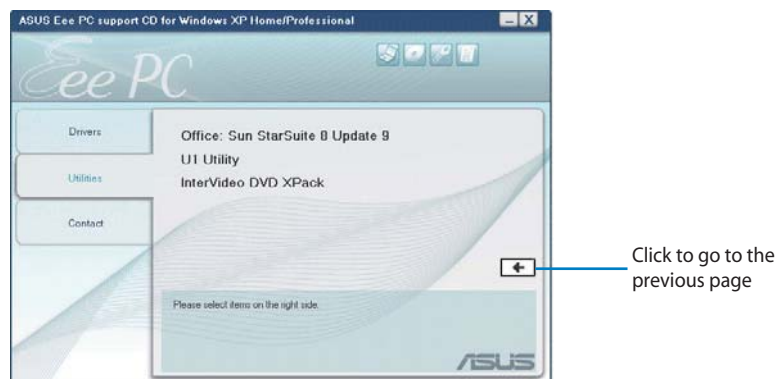 ASUS Eee PC support CD for Windows XP Home/Professional
Eee PC
Drivers
Utilities
Contact
Office: Sun StarSuite 8 Update 9
U1 Utility
InterVideo DVD XPack
Click to go to the
previous page
Please select items on the right side.
ASUS